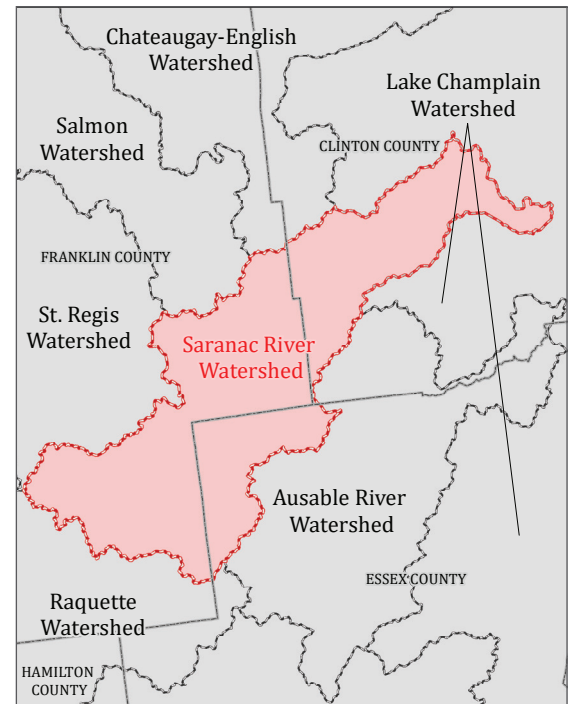 Chateaugay-English
Watershed
Lake Champlain
Watershed
Salmon
Watershed
CLINTON COUNTY
FRANKLIN COUNTY
St. Regis
Watershed
Saranac River
Watershed
Ausable River
Watershed
ESSEX COUNTY
Raquette
Watershed
HAMILTON
COUNTY